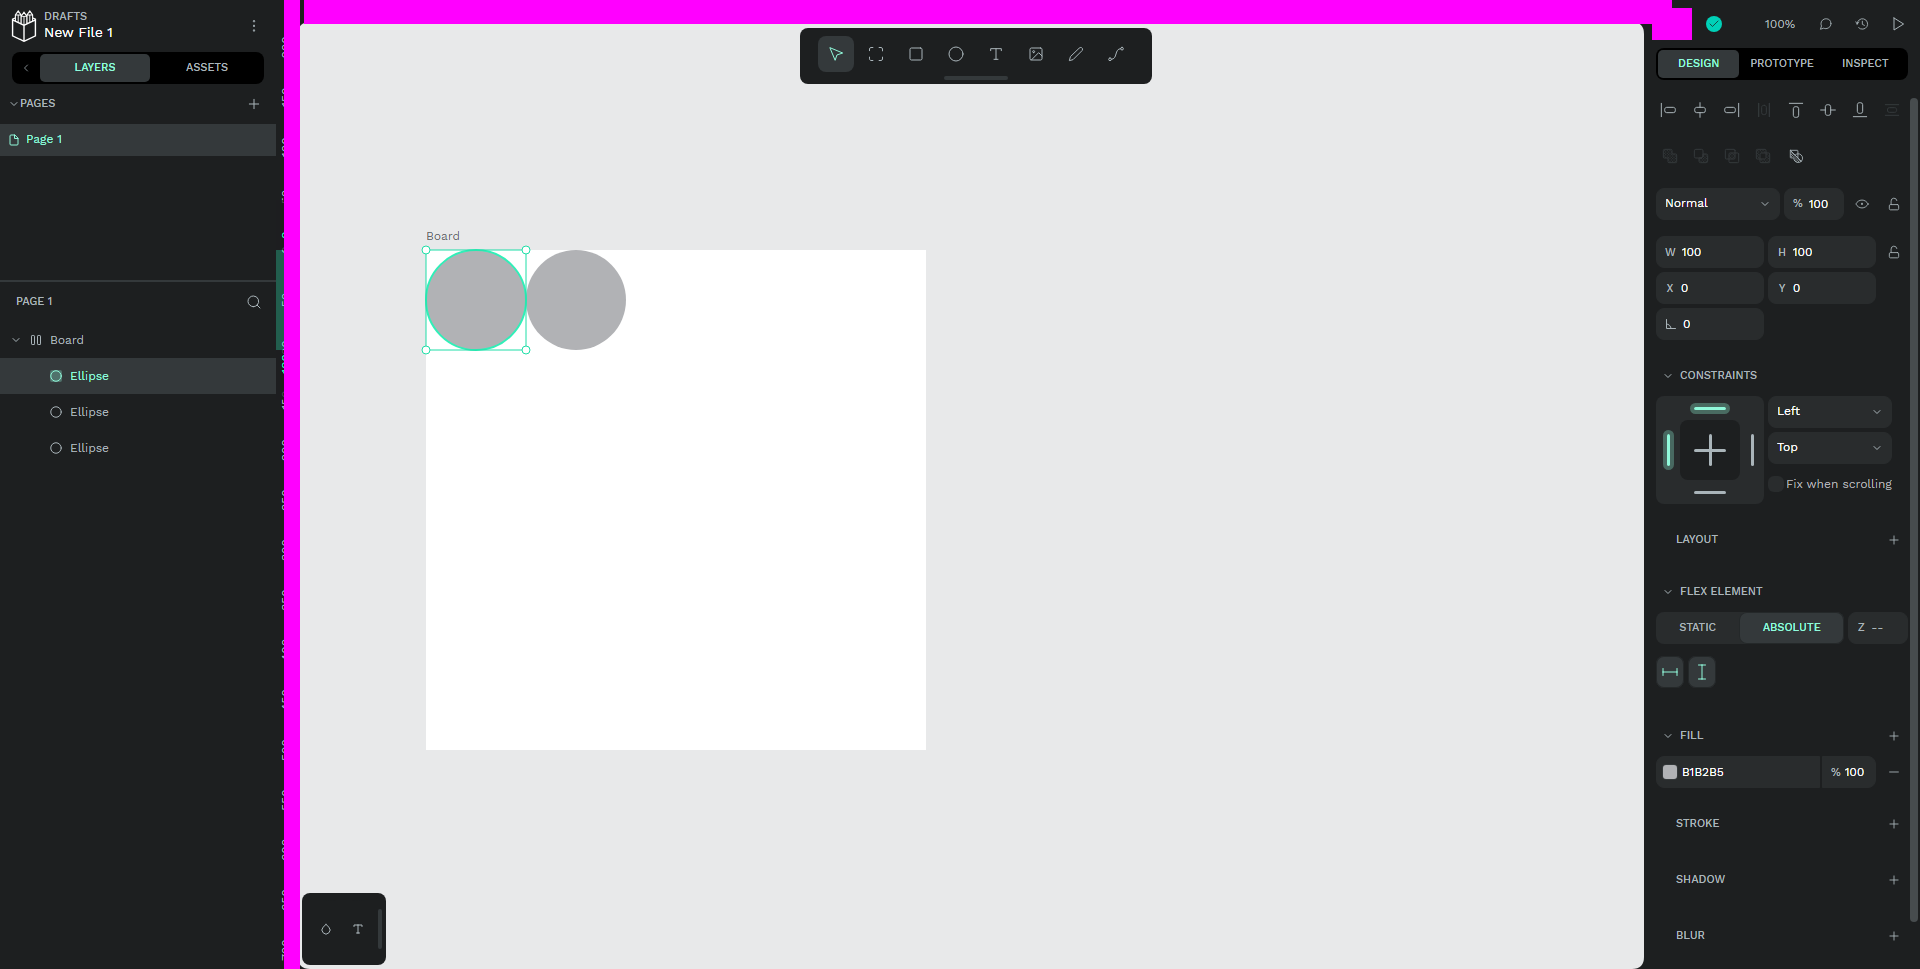 DRAFTS
New File 1
LAYERS
ASSETS
PAGES
Page 1
PAGE 1
Board
Ellipse
Ellipse
Ellipse
Board
100%
DESIGN
PROTOTYPE
INSPECT
Normal
% 100
W 100
H 100
X 0
Y 0
0
CONSTRAINTS
Left
Top
Fix when scrolling
LAYOUT
FLEX ELEMENT
STATIC
ABSOLUTE
Z --
FILL
B1B2B5
% 100
STROKE
SHADOW
BLUR